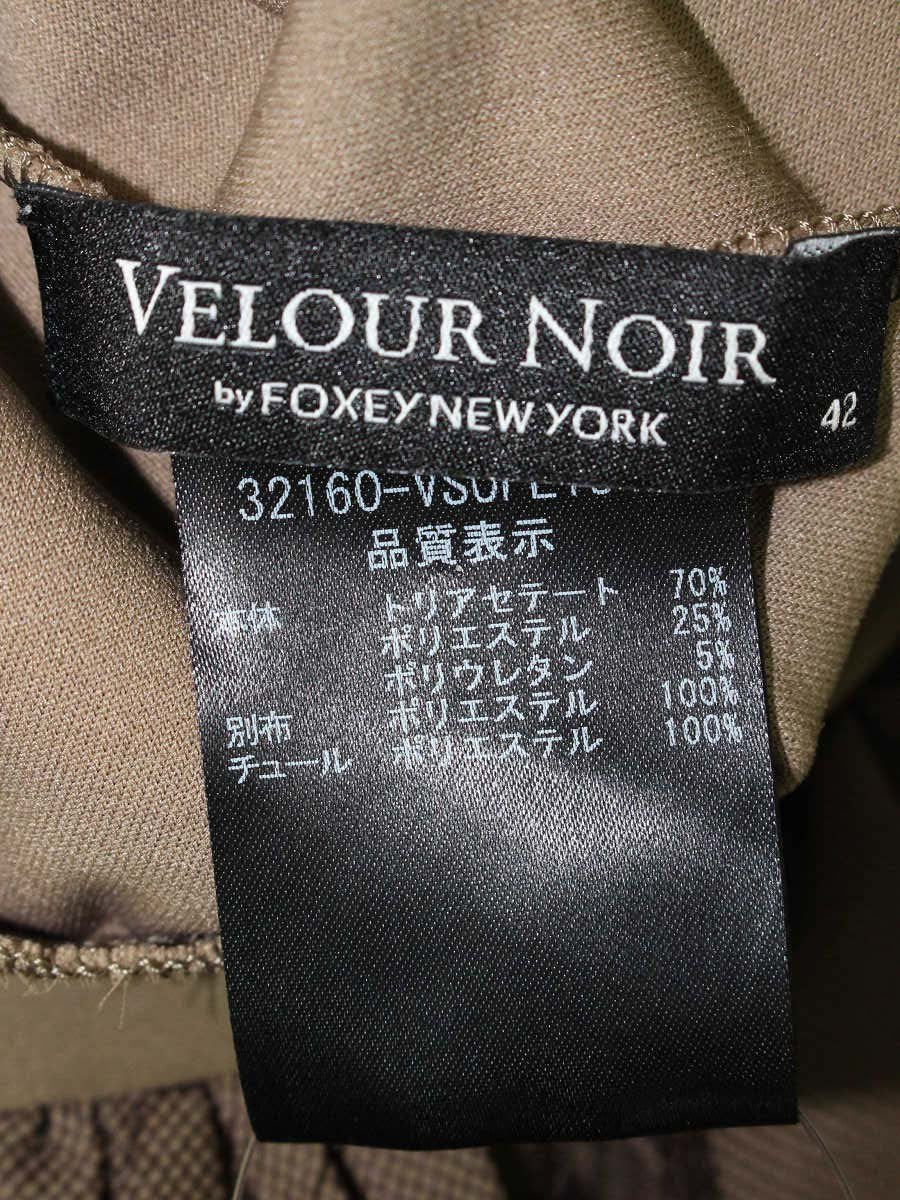 VELOUR NOIR
by FOXEY NEW YORK
42
品質表示
本体 トリアセテート 70%
ポリエステル 25%
ポリウレタン 5%
別布 ポリエステル 100%
チュール ポリエステル 100%